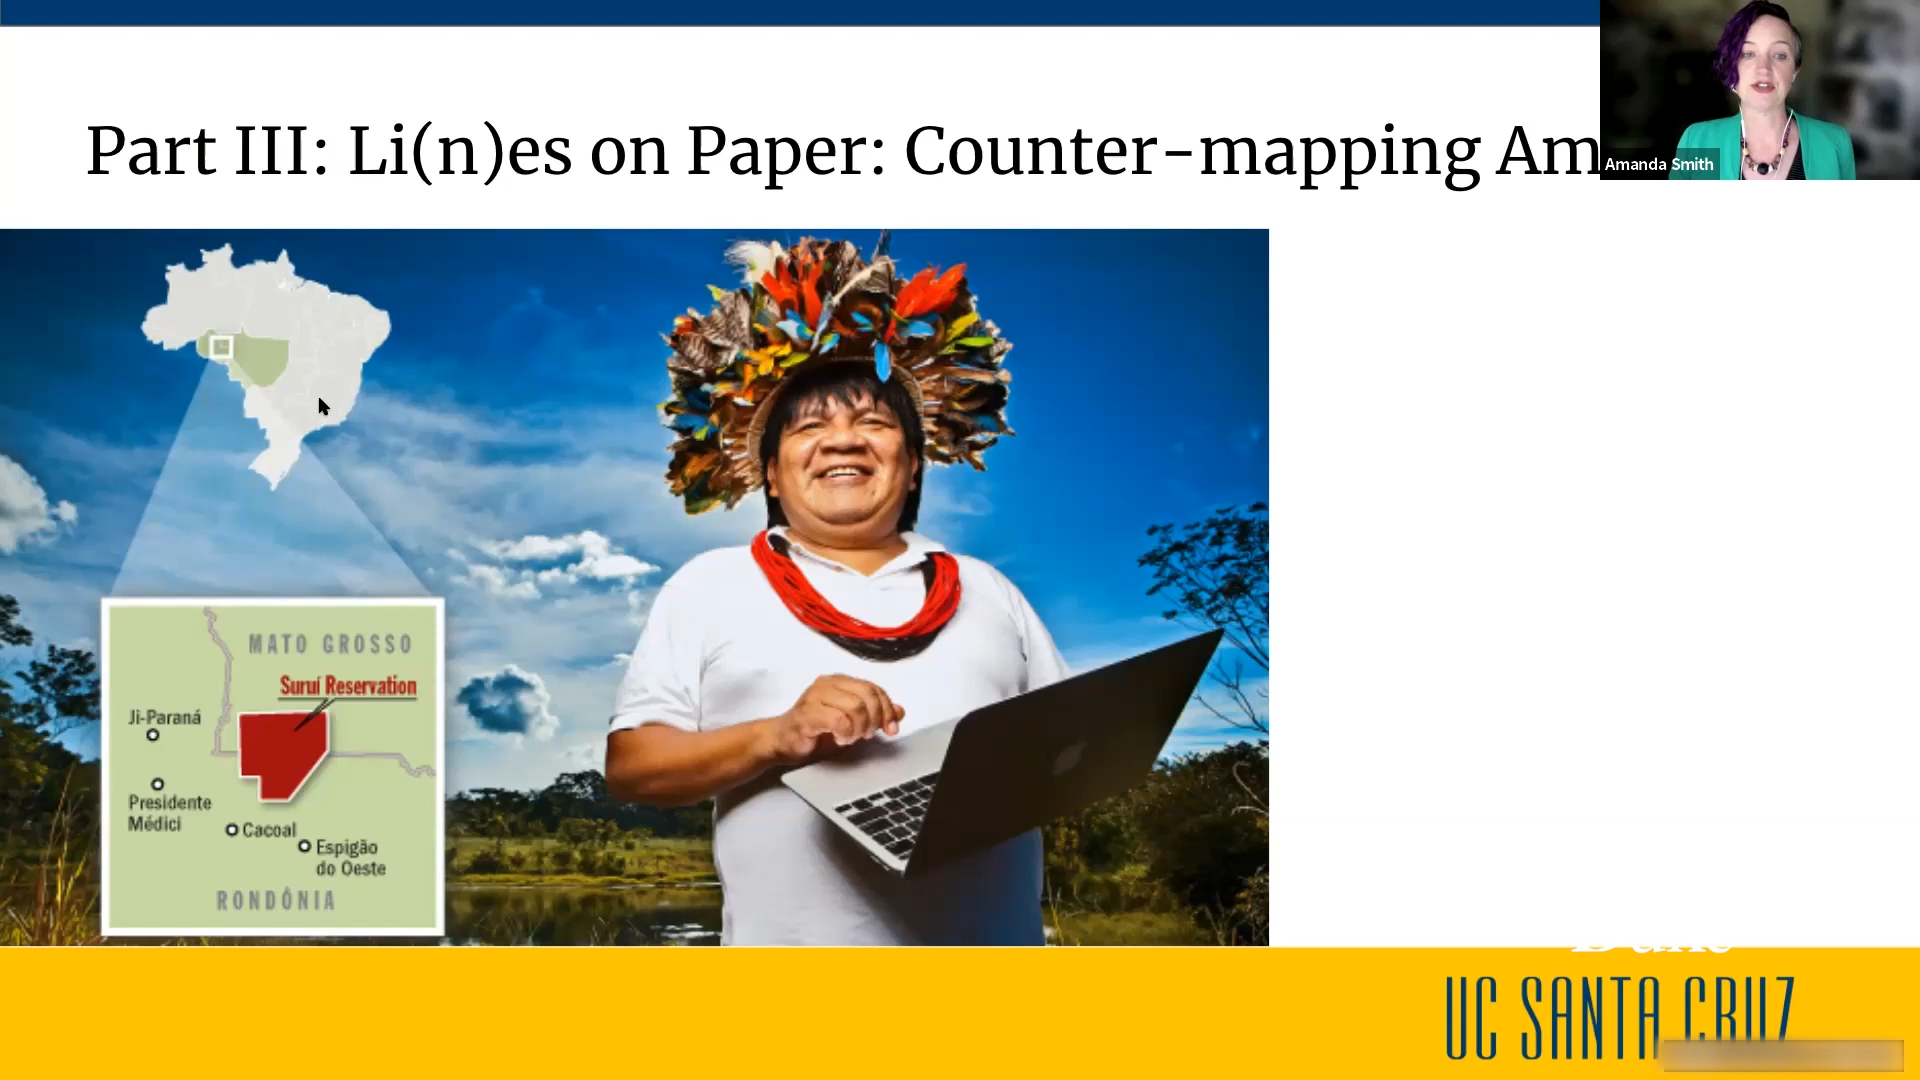 Part III: Li(n)es on Paper: Counter-mapping Am
Amanda Smith
MATO GROSSO
Suruí Reservation
Ji-Paraná
Presidente
Médici
Cacoal
Espigão
do Oeste
RONDÔNIA
UC SANTA CRUZ